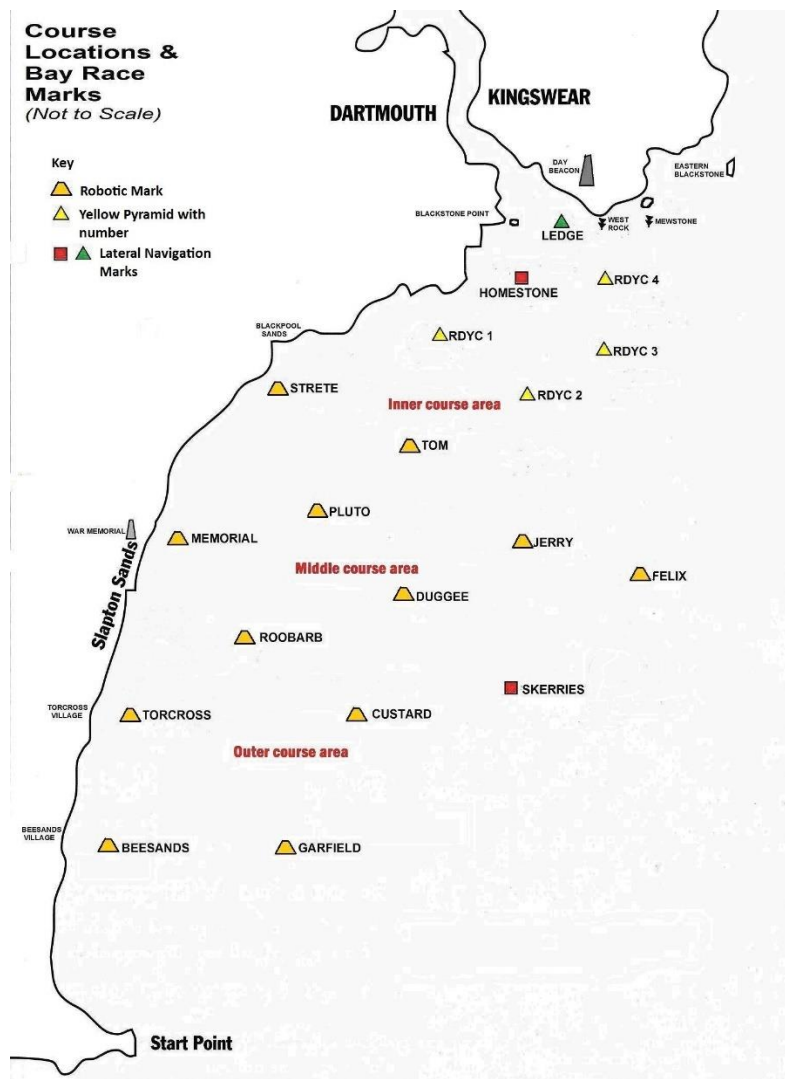 Course
Locations &
Bay Race
Marks
(Not to Scale)
Key
Robotic Mark
Yellow Pyramid with
number
Lateral Navigation
Marks
DARTMOUTH
KINGSWEAR
DAY
BEACON
EASTERN
BLACKSTONE
BLACKSTONE POINT
LEDGE
WEST
ROCK
MEWSTONE
HOMESTONE
RDYC 4
BLACKPOOL
SANDS
RDYC 1
RDYC 3
STRETE
RDYC 2
Inner course area
TOM
PLUTO
WAR MEMORIAL
MEMORIAL
JERRY
Slapton Sands
Middle course area
FELIX
DUGGEE
ROOBARB
SKERRIES
TORCROSS
VILLAGE
TORCROSS
CUSTARD
Outer course area
BEESANDS
VILLAGE
BEESANDS
GARFIELD
Start Point